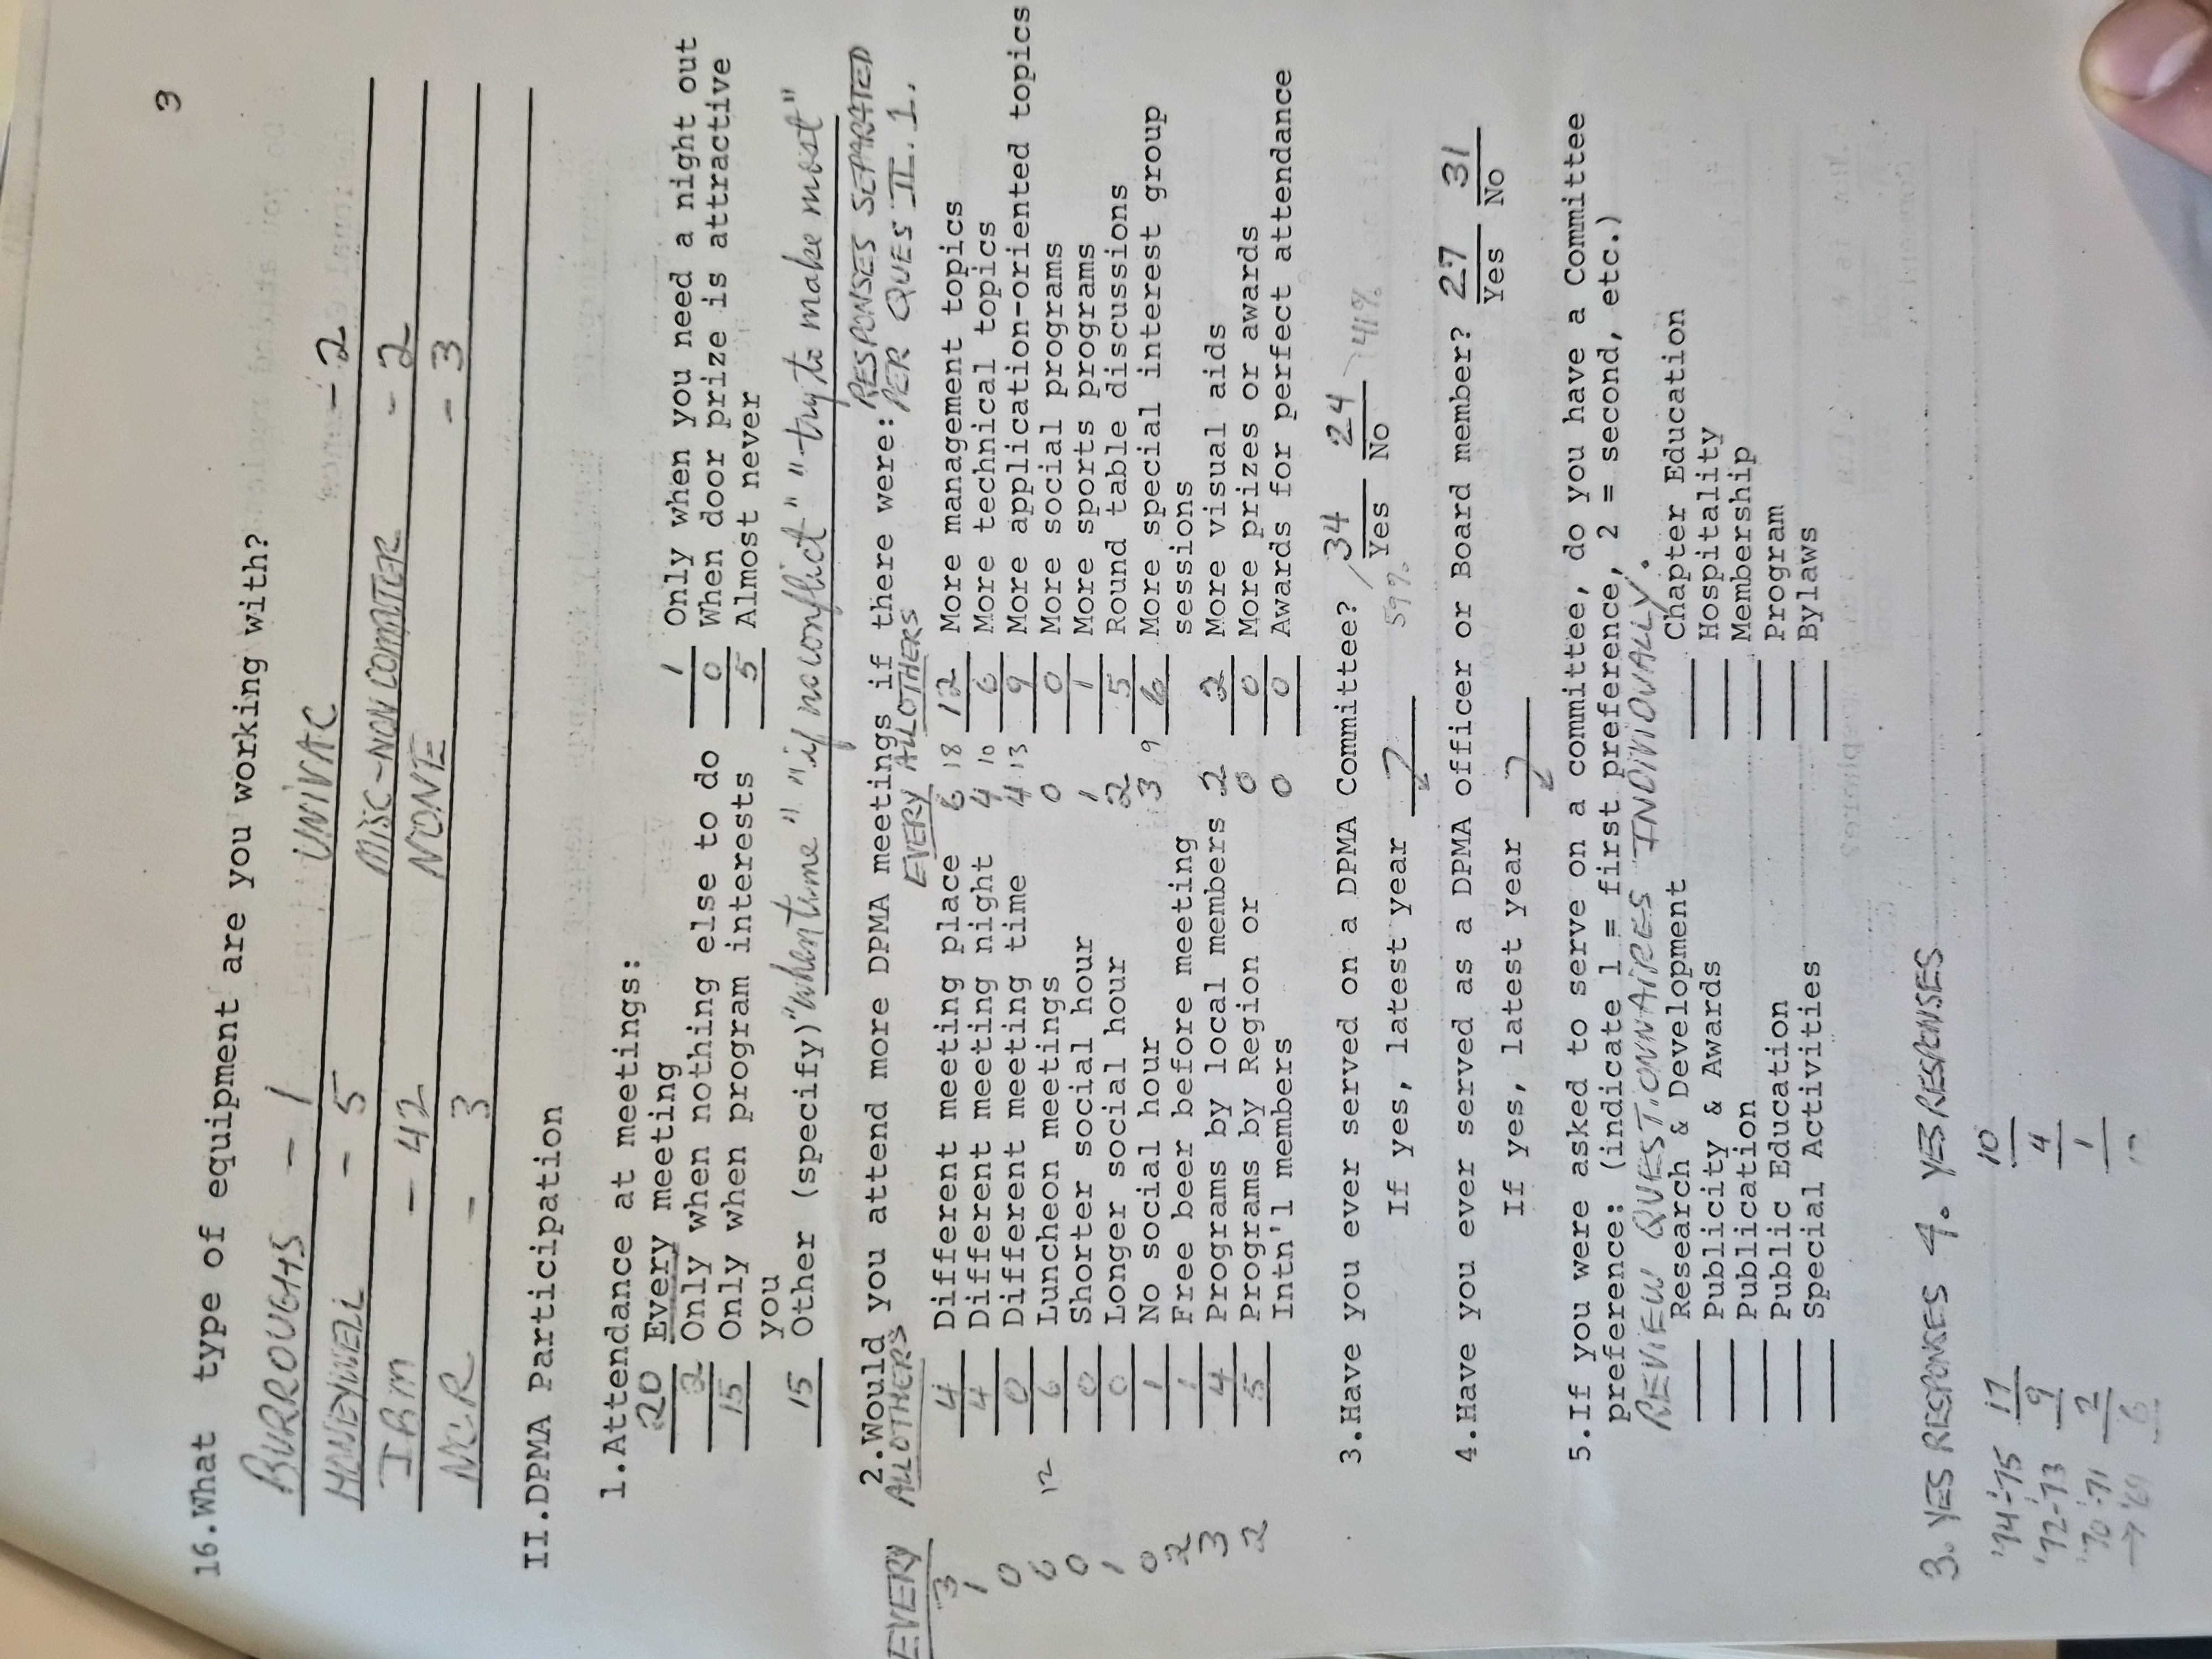 3
16.What type of equipment are you working with?
BURROUGHS - 1 UNIVAC - 2
HONEYWELL - 5 MISC-NON COMPUTER - 2
IBM - 42 NONE - 3
NCR - 3
II.DPMA Participation
1.Attendance at meetings:
20 Every meeting 1 Only when you need a night out
2 Only when nothing else to do 0 When door prize is attractive
15 Only when program interests 5 Almost never
you
15 Other (specify) "when time" "if no conflict" "try to make most"
2.Would you attend more DPMA meetings if there were: RESPONSES SEPARATED
PER QUES II. 1.
EVERY ALL OTHERS EVERY ALL OTHERS
3 4 Different meeting place 6 18 12 More management topics
1 4 Different meeting night 4 10 6 More technical topics
0 0 Different meeting time 4 13 9 More application-oriented topics
6 12 6 Luncheon meetings 0 0 More social programs
0 0 Shorter social hour 1 1 More sports programs
1 0 Longer social hour 2 5 Round table discussions
0 1 No social hour 3 9 6 More special interest group
2 1 Free beer before meeting sessions
3 4 Programs by local members 2 2 More visual aids
2 5 Programs by Region or 0 0 More prizes or awards
Intn'l members 0 0 Awards for perfect attendance
3.Have you ever served on a DPMA Committee? 34 24 41%
59% Yes No
If yes, latest year
4.Have you ever served as a DPMA officer or Board member? 27 31
Yes No
If yes, latest year
5.If you were asked to serve on a committee, do you have a Committee
preference: (indicate 1 = first preference, 2 = second, etc.)
REVIEW QUESTIONNAIRES INDIVIDUALLY.
Research & Development Chapter Education
Publicity & Awards Hospitality
Publication Membership
Public Education Program
Special Activities Bylaws
3. YES RESPONSES 4. YES RESPONSES
'74-'75 17 10
'72-'73 9 4
'70-'71 2 1
→ '69 6 12